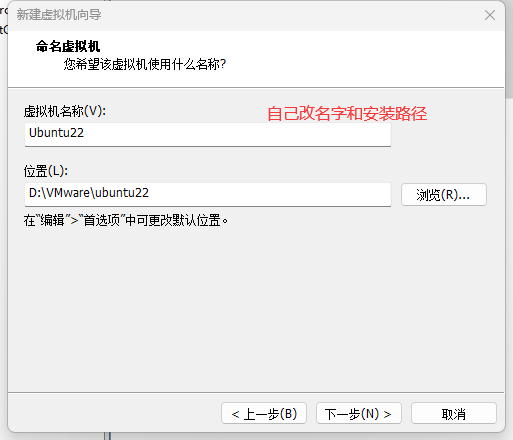 新建虚拟机向导
命名虚拟机
您希望该虚拟机使用什么名称?
虚拟机名称(V):
自己改名字和安装路径
Ubuntu22
位置(L):
D:\VMware\ubuntu22
浏览(R)...
在“编辑”>“首选项”中可更改默认位置。
< 上一步(B)
下一步(N) >
取消